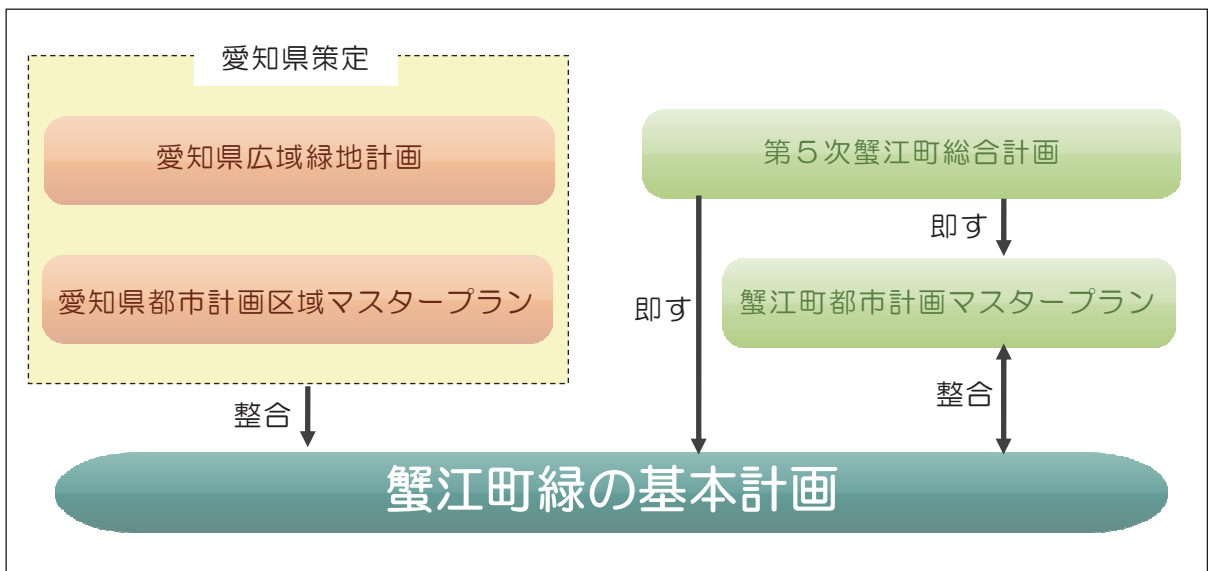 愛知県策定
愛知県広域緑地計画
愛知県都市計画区域マスタープラン
整合
第５次蟹江町総合計画
即す
即す
蟹江町都市計画マスタープラン
整合
蟹江町緑の基本計画